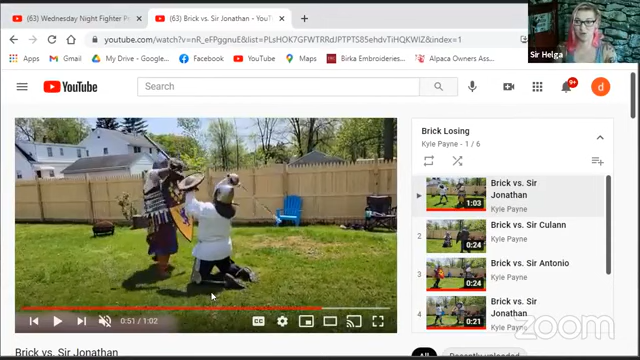 (63) Wednesday Night Fighter P
(63) Brick vs. Sir Jonathan - YouT
youtube.com/watch?v=nR_eFPggnuE&list=PLsHOK7GFWTRRdJPTPTS85ehdvTiHQKWlZ&index=1
Apps
Gmail
My Drive - Google...
Facebook
YouTube
Maps
Birka Embroideries...
Alpaca Owners Ass...
Sir Helga
YouTube
Search
9+
d
Brick Losing
Kyle Payne - 1 / 6
Brick vs. Sir
Jonathan
Kyle Payne
1:03
2
Brick vs. Sir Culann
Kyle Payne
0:24
3
Brick vs. Sir Antonio
Kyle Payne
0:24
4
Brick vs. Sir
Jonathan
Kyle Payne
0:21
0:51 / 1:02
CC
zoom
Brick vs. Sir Jonathan
All
Recently uploaded